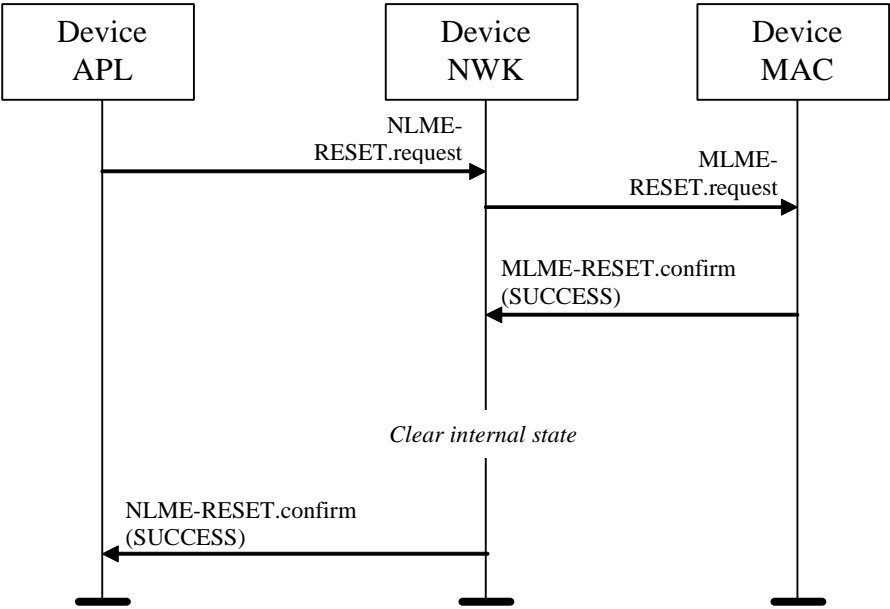 Device
APL
Device
NWK
Device
MAC
NLME-
RESET.request
MLME-
RESET.request
MLME-RESET.confirm
(SUCCESS)
Clear internal state
NLME-RESET.confirm
(SUCCESS)